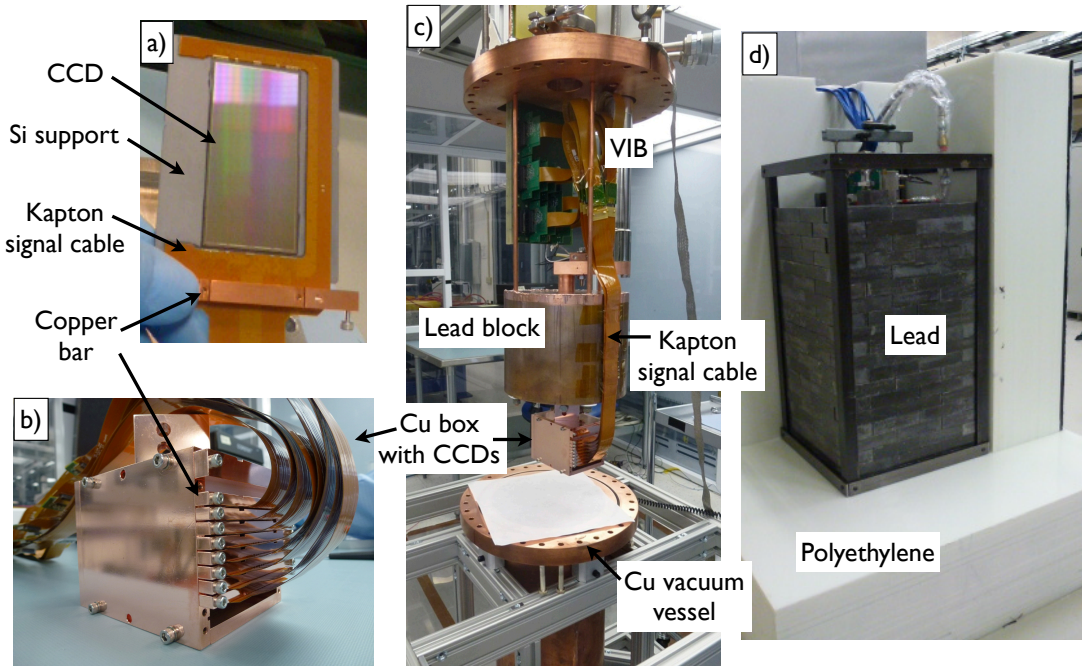 a)
CCD
Si support
Kapton
signal cable
Copper
bar
b)
c)
VIB
Lead block
Kapton
signal cable
Cu box
with CCDs
Cu vacuum
vessel
d)
Lead
Polyethylene